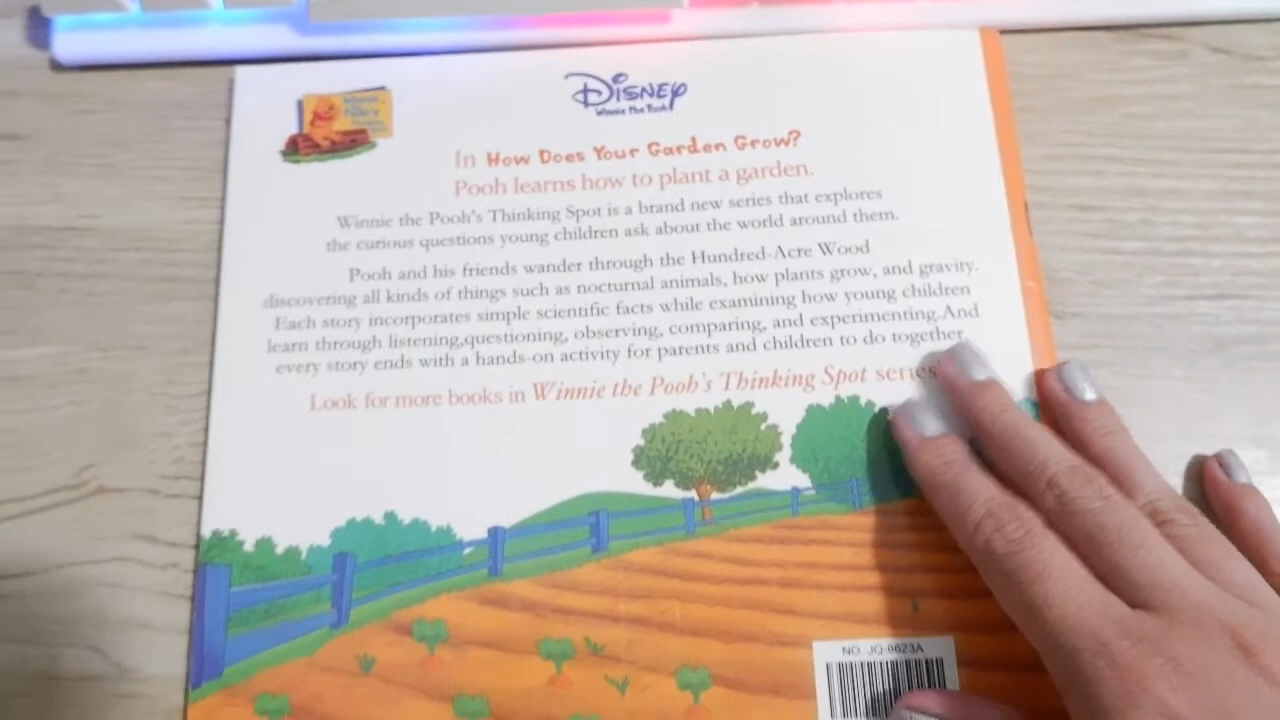 Disney
Winnie the Pooh
In How Does Your Garden Grow?
Pooh learns how to plant a garden.
Winnie the Pooh's Thinking Spot is a brand new series that explores
the curious questions young children ask about the world around them.
Pooh and his friends wander through the Hundred-Acre Wood
discovering all kinds of things such as nocturnal animals, how plants grow, and gravity.
Each story incorporates simple scientific facts while examining how young children
learn through listening,questioning, observing, comparing, and experimenting.And
every story ends with a hands-on activity for parents and children to do together
Look for more books in Winnie the Pooh's Thinking Spot series
NO. JQ-0623A